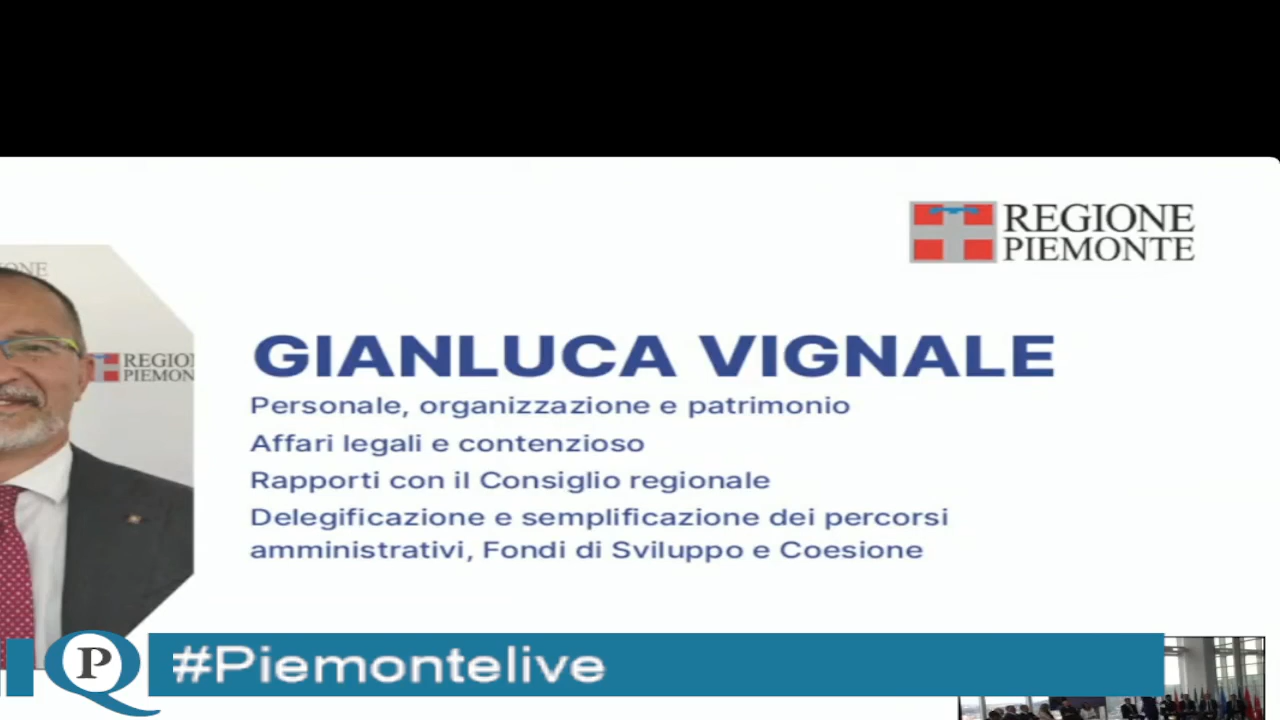 REGIONE
PIEMONTE
GIANLUCA VIGNALE
Personale, organizzazione e patrimonio
Affari legali e contenzioso
Rapporti con il Consiglio regionale
Delegificazione e semplificazione dei percorsi
amministrativi, Fondi di Sviluppo e Coesione
P
#Piemontelive